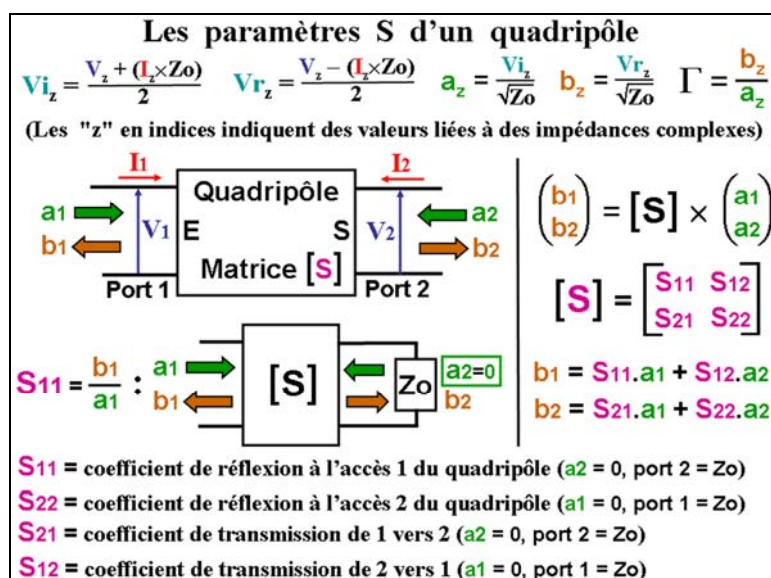 Les paramètres S d'un quadripôle
Vi_z = (V_z + (I_z×Zo))/2 Vr_z = (V_z – (I_z×Zo))/2 a_z = Vi_z/√Zo b_z = Vr_z/√Zo Γ = b_z/a_z
(Les "z" en indices indiquent des valeurs liées à des impédances complexes)
I1 I2
Quadripôle
a1 a2
V1 E S V2
b1 b2
Matrice [S]
Port 1 Port 2
(b1 b2) = [S] × (a1 a2)
[S] = [S11 S12
S21 S22]
S11 = b1/a1 : a1 [S] Zo a2=0
b1 b2
b1 = S11.a1 + S12.a2
b2 = S21.a1 + S22.a2
S11 = coefficient de réflexion à l'accès 1 du quadripôle (a2 = 0, port 2 = Zo)
S22 = coefficient de réflexion à l'accès 2 du quadripôle (a1 = 0, port 1 = Zo)
S21 = coefficient de transmission de 1 vers 2 (a2 = 0, port 2 = Zo)
S12 = coefficient de transmission de 2 vers 1 (a1 = 0, port 1 = Zo)